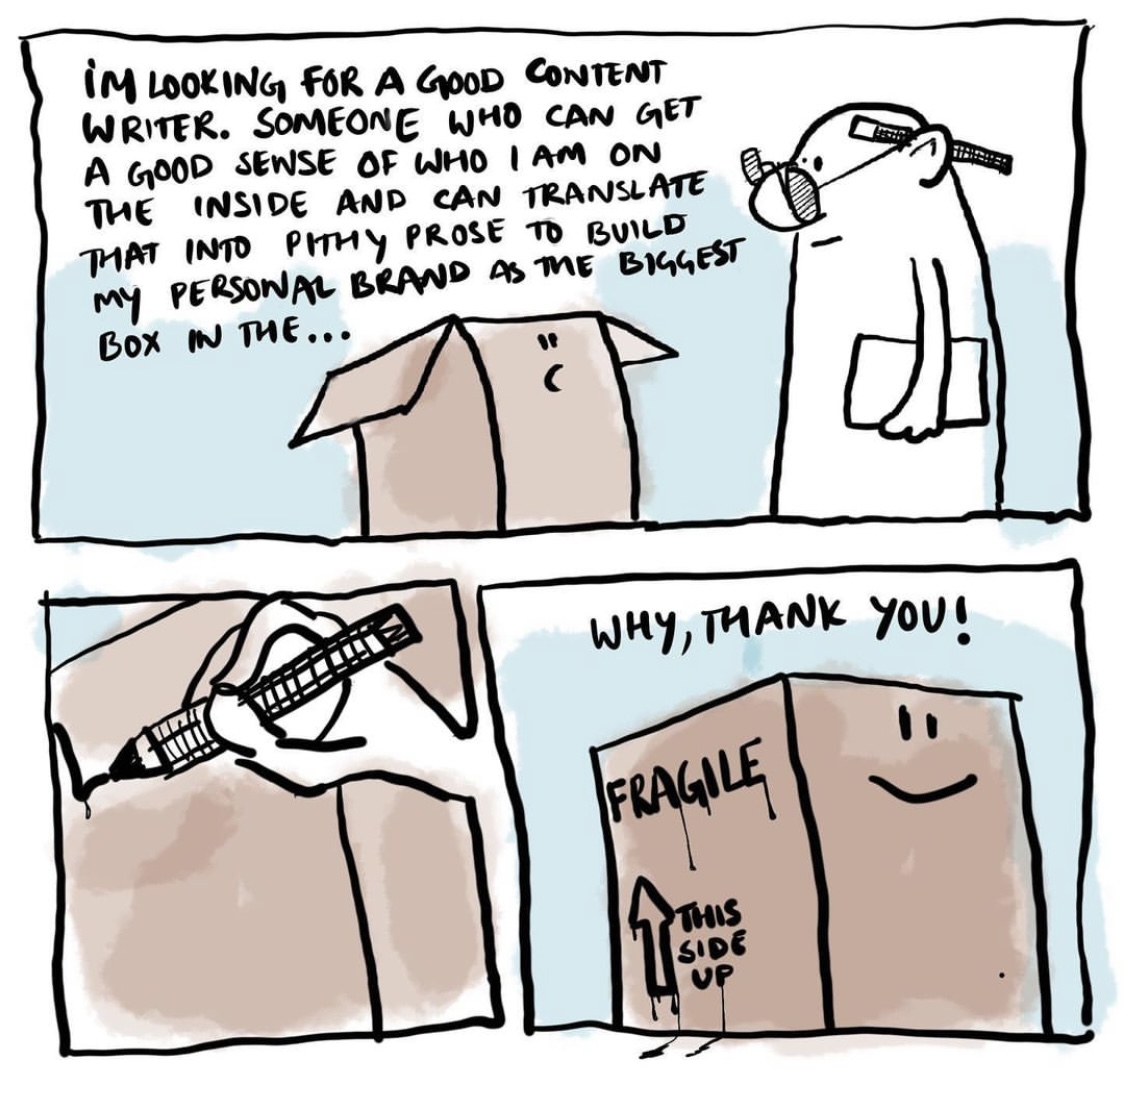 I'M LOOKING FOR A GOOD CONTENT
WRITER. SOMEONE WHO CAN GET
A GOOD SENSE OF WHO I AM ON
THE INSIDE AND CAN TRANSLATE
THAT INTO PITHY PROSE TO BUILD
MY PERSONAL BRAND AS THE BIGGEST
BOX IN THE...
WHY, THANK YOU!
FRAGILE
THIS
SIDE
UP